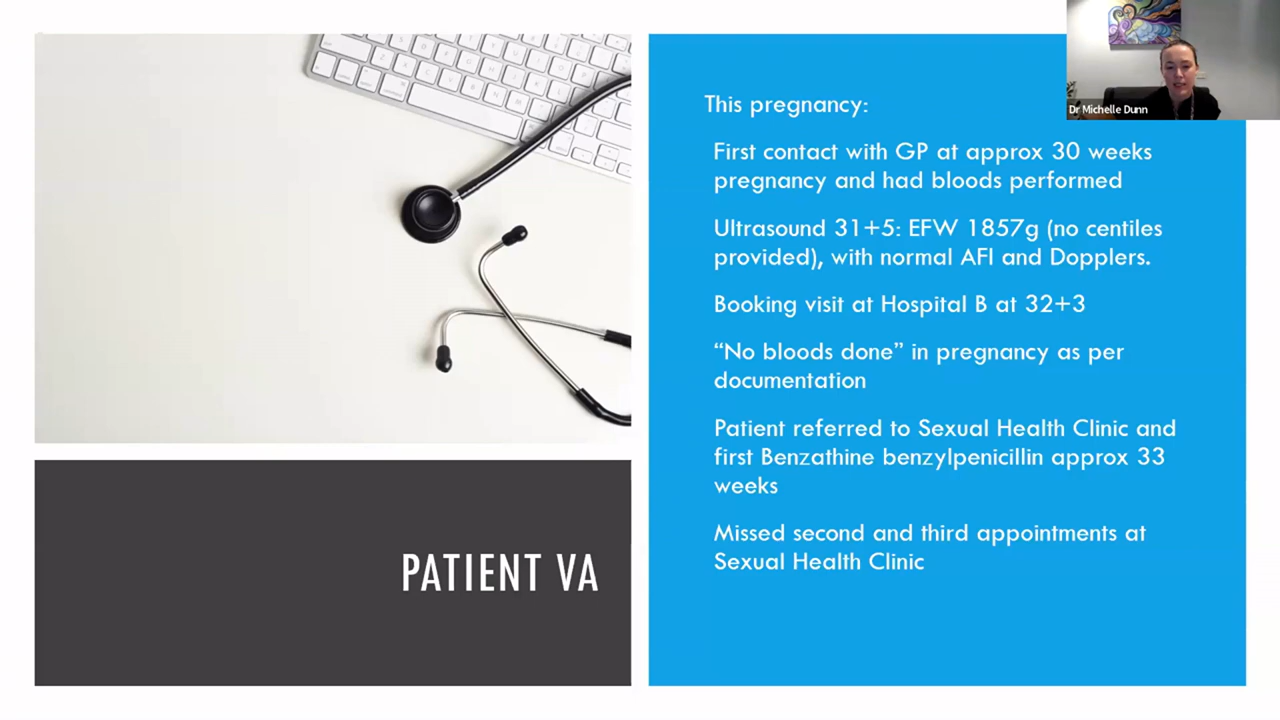 Dr Michelle Dunn
This pregnancy:
First contact with GP at approx 30 weeks
pregnancy and had bloods performed
Ultrasound 31+5: EFW 1857g (no centiles
provided), with normal AFI and Dopplers.
Booking visit at Hospital B at 32+3
“No bloods done” in pregnancy as per
documentation
Patient referred to Sexual Health Clinic and
first Benzathine benzylpenicillin approx 33
weeks
Missed second and third appointments at
Sexual Health Clinic
PATIENT VA